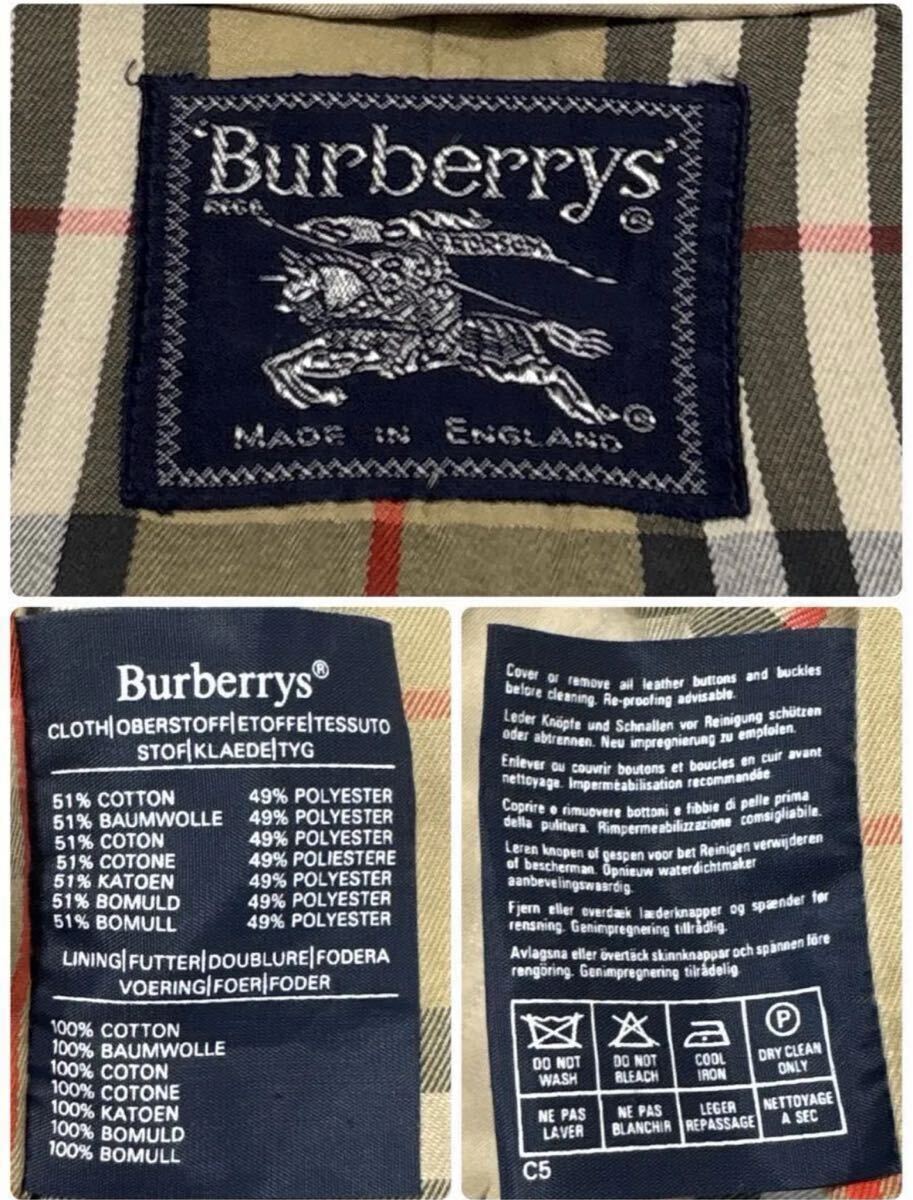 Burberrys
REGD.
PRORSUM
MADE IN ENGLAND
Burberrys®
CLOTH|OBERSTOFF|ETOFFE|TESSUTO
STOF|KLAEDE|TYG
51% COTTON 49% POLYESTER
51% BAUMWOLLE 49% POLYESTER
51% COTON 49% POLYESTER
51% COTONE 49% POLIESTERE
51% KATOEN 49% POLYESTER
51% BOMULD 49% POLYESTER
51% BOMULL 49% POLYESTER
LINING|FUTTER|DOUBLURE|FODERA
VOERING|FOER|FODER
100% COTTON
100% BAUMWOLLE
100% COTON
100% COTONE
100% KATOEN
100% BOMULD
100% BOMULL
Cover or remove all leather buttons and buckles
before cleaning. Re-proofing advisable.
Leder Knöpfe und Schnallen vor Reinigung schützen
oder abtrennen. Neu impregnierung zu empfolen.
Enlever ou couvrir boutons et boucles en cuir avant
nettoyage. Imperméabilisation recommandée
Coprire o rimuovere bottoni e fibbie di pelle prima
della pulitura. Rimpermeabilizzazione comsigliabile.
Leren knopen of gespen voor bet Reinigen verwijderen
of bescherman. Opnieuw waterdichtmaker
aanbevelingswaardig.
Fjern eller overdæk læderknapper og spænder før
rensning. Genimpregnering tillrådlig.
Avlagsna eller övertäck skinnknappar och spännen före
rengöring. Genimpregnering tilrådelig
DO NOT WASH
DO NOT BLEACH
COOL IRON
P
DRY CLEAN ONLY
NE PAS LAVER
NE PAS BLANCHIR
LEGER REPASSAGE
NETTOYAGE A SEC
C5